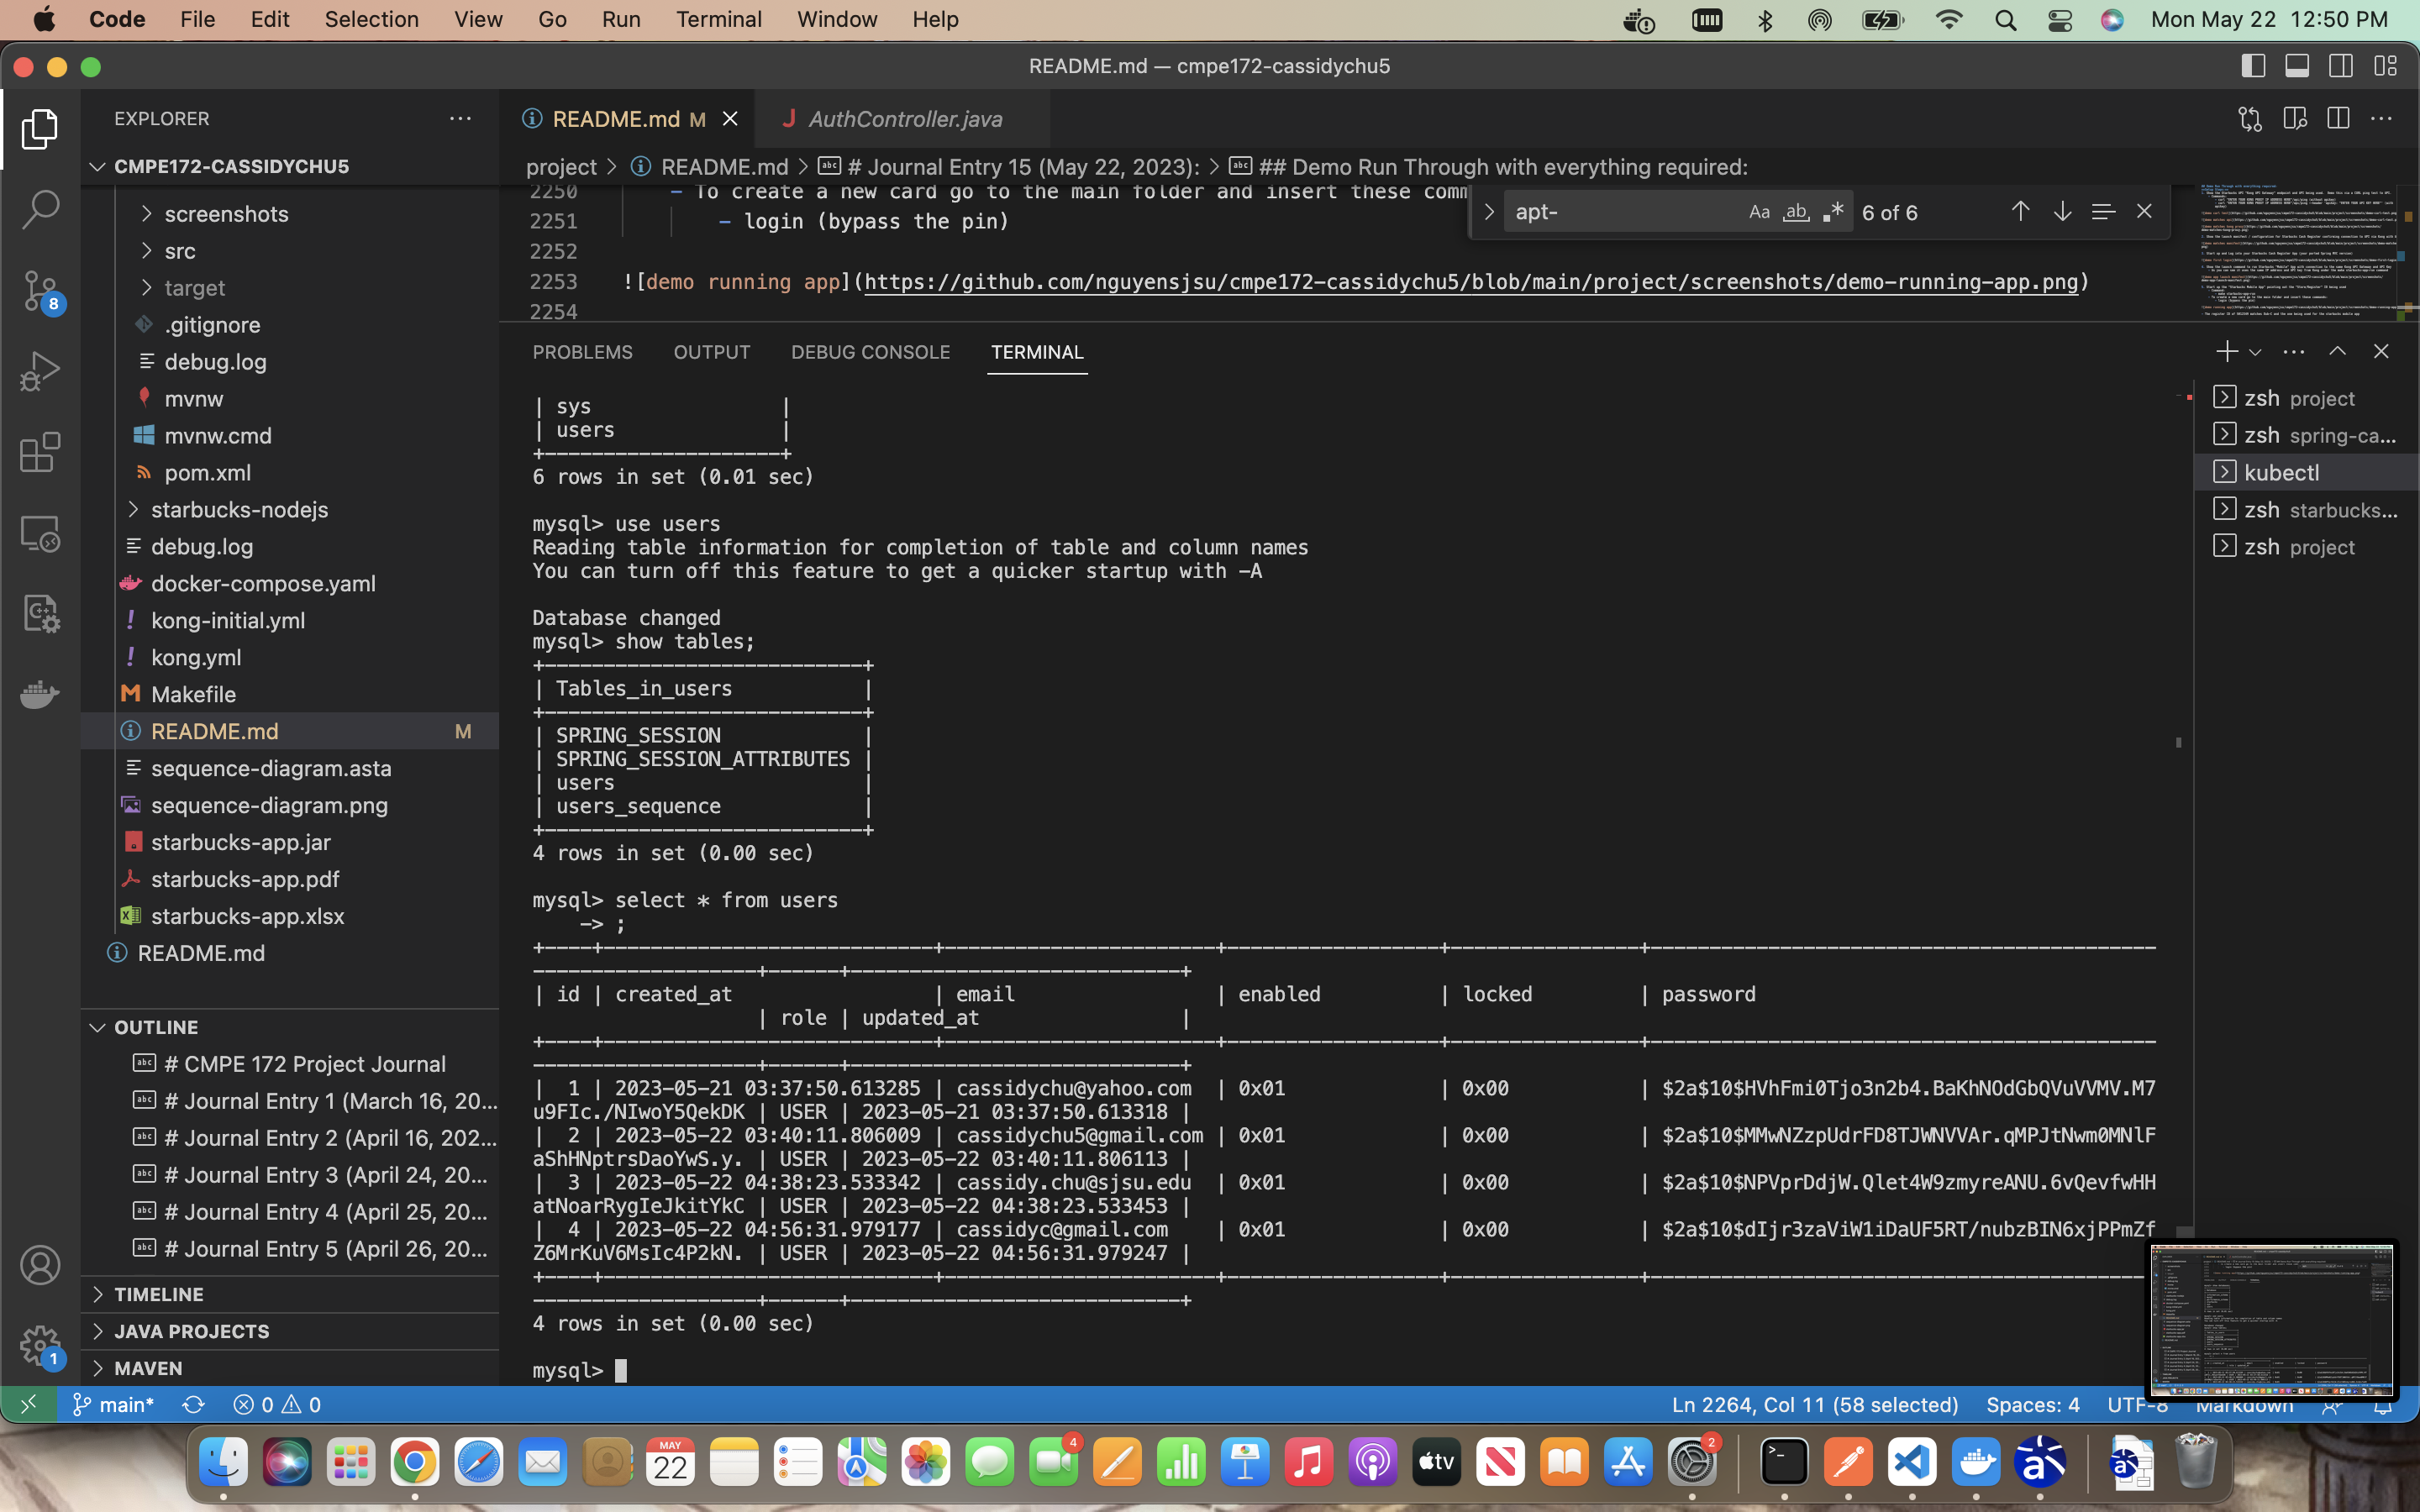 Code File Edit Selection View Go Run Terminal Window Help Mon May 22 12:50 PM
README.md — cmpe172-cassidychu5
EXPLORER
README.md M
AuthController.java
CMPE172-CASSIDYCHU5
project > README.md > # Journal Entry 15 (May 22, 2023): > ## Demo Run Through with everything required:
screenshots
src
target
.gitignore
debug.log
mvnw
mvnw.cmd
pom.xml
starbucks-nodejs
debug.log
docker-compose.yaml
kong-initial.yml
kong.yml
Makefile
README.md M
sequence-diagram.asta
sequence-diagram.png
starbucks-app.jar
starbucks-app.pdf
starbucks-app.xlsx
README.md
OUTLINE
# CMPE 172 Project Journal
# Journal Entry 1 (March 16, 20...
# Journal Entry 2 (April 16, 202...
# Journal Entry 3 (April 24, 20...
# Journal Entry 4 (April 25, 20...
# Journal Entry 5 (April 26, 20...
TIMELINE
JAVA PROJECTS
MAVEN
8
1
2250 - To create a new card go to the main folder and insert these comm
2251 - login (bypass the pin)
2252
2253 ![demo running app](https://github.com/nguyensjsu/cmpe172-cassidychu5/blob/main/project/screenshots/demo-running-app.png)
2254
apt- Aa ab .* 6 of 6
PROBLEMS OUTPUT DEBUG CONSOLE TERMINAL
| sys |
| users |
+--------------------+
6 rows in set (0.01 sec)
mysql> use users
Reading table information for completion of table and column names
You can turn off this feature to get a quicker startup with -A
Database changed
mysql> show tables;
+---------------------------+
| Tables_in_users |
+---------------------------+
| SPRING_SESSION |
| SPRING_SESSION_ATTRIBUTES |
| users |
| users_sequence |
+---------------------------+
4 rows in set (0.00 sec)
mysql> select * from users
-> ;
| id | created_at | email | enabled | locked | password
| role | updated_at |
| 1 | 2023-05-21 03:37:50.613285 | cassidychu@yahoo.com | 0x01 | 0x00 | $2a$10$HVhFmi0Tjo3n2b4.BaKhNOdGbQVuVVMV.M7
u9FIc./NIwoY5QekDK | USER | 2023-05-21 03:37:50.613318 |
| 2 | 2023-05-22 03:40:11.806009 | cassidychu5@gmail.com | 0x01 | 0x00 | $2a$10$MMwNZzpUdrFD8TJWNVVAr.qMPJtNwm0MNlF
aShHNptrsDaoYwS.y. | USER | 2023-05-22 03:40:11.806113 |
| 3 | 2023-05-22 04:38:23.533342 | cassidy.chu@sjsu.edu | 0x01 | 0x00 | $2a$10$NPVprDdjW.Qlet4W9zmyreANU.6vQevfwHH
atNoarRygIeJkitYkC | USER | 2023-05-22 04:38:23.533453 |
| 4 | 2023-05-22 04:56:31.979177 | cassidyc@gmail.com | 0x01 | 0x00 | $2a$10$dIjr3zaViW1iDaUF5RT/nubzBIN6xjPPmZf
Z6MrKuV6MsIc4P2kN. | USER | 2023-05-22 04:56:31.979247 |
4 rows in set (0.00 sec)
mysql>
zsh project
zsh spring-ca...
kubectl
zsh starbucks...
zsh project
main* 0 0 Ln 2264, Col 11 (58 selected) Spaces: 4 UTF-8 Markdown
MAY
22
4
tv
2